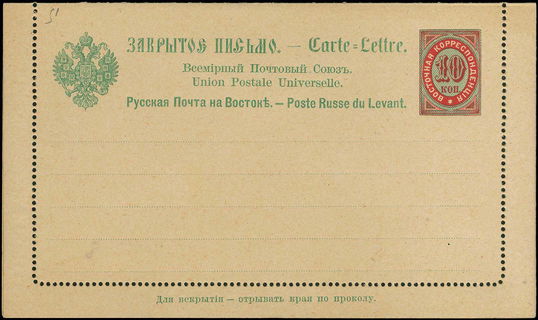 51
ЗАКРЫТОЕ ПИСЬМО. — Carte=Lettre.
Всемірный Почтовый Союзъ.
Union Postale Universelle.
Русская Почта на Востокѣ. — Poste Russe du Levant.
ВОСТОЧНАЯ КОРРЕСПОНДЕНЦІЯ
10
КОП.
Для вскрытія — отрывать края по проколу.